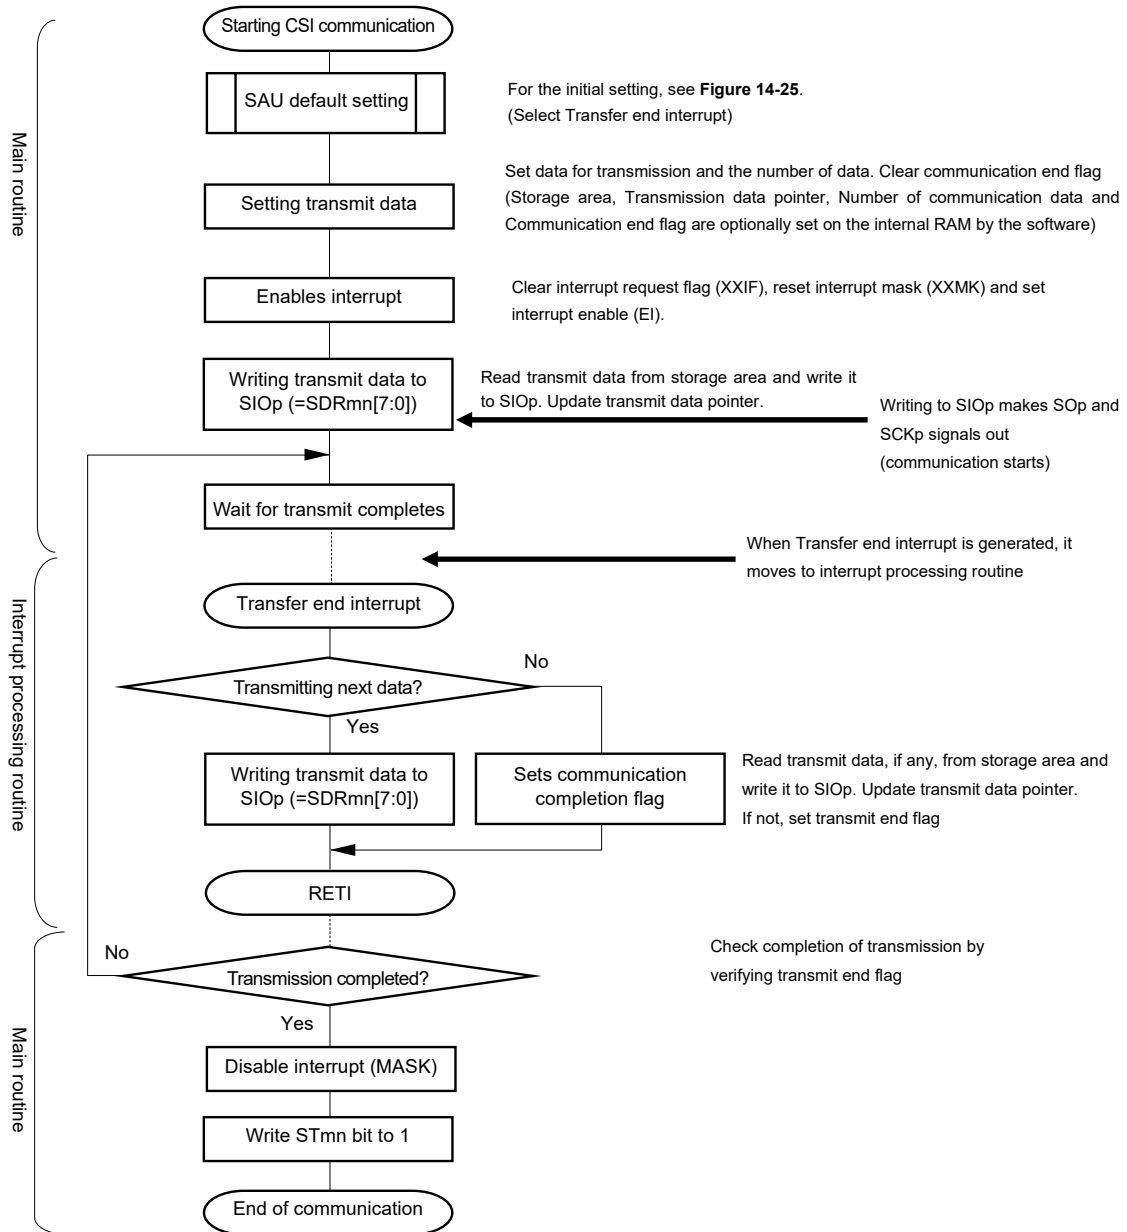 Starting CSI communication
SAU default setting
For the initial setting, see Figure 14-25.
(Select Transfer end interrupt)
Main routine
Setting transmit data
Set data for transmission and the number of data. Clear communication end flag
(Storage area, Transmission data pointer, Number of communication data and
Communication end flag are optionally set on the internal RAM by the software)
Enables interrupt
Clear interrupt request flag (XXIF), reset interrupt mask (XXMK) and set
interrupt enable (EI).
Writing transmit data to
SIOp (=SDRmn[7:0])
Read transmit data from storage area and write it
to SIOp. Update transmit data pointer.
Writing to SIOp makes SOp and
SCKp signals out
(communication starts)
Wait for transmit completes
When Transfer end interrupt is generated, it
moves to interrupt processing routine
Interrupt processing routine
Transfer end interrupt
No
Transmitting next data?
Yes
Writing transmit data to
SIOp (=SDRmn[7:0])
Sets communication
completion flag
Read transmit data, if any, from storage area and
write it to SIOp. Update transmit data pointer.
If not, set transmit end flag
RETI
No
Transmission completed?
Check completion of transmission by
verifying transmit end flag
Yes
Main routine
Disable interrupt (MASK)
Write STmn bit to 1
End of communication